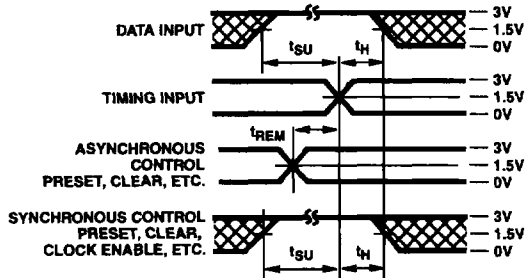 DATA INPUT
tSU
tH
3V
1.5V
0V
TIMING INPUT
3V
1.5V
0V
tREM
ASYNCHRONOUS
CONTROL
PRESET, CLEAR, ETC.
3V
1.5V
0V
SYNCHRONOUS CONTROL
PRESET, CLEAR,
CLOCK ENABLE, ETC.
tSU
tH
3V
1.5V
0V